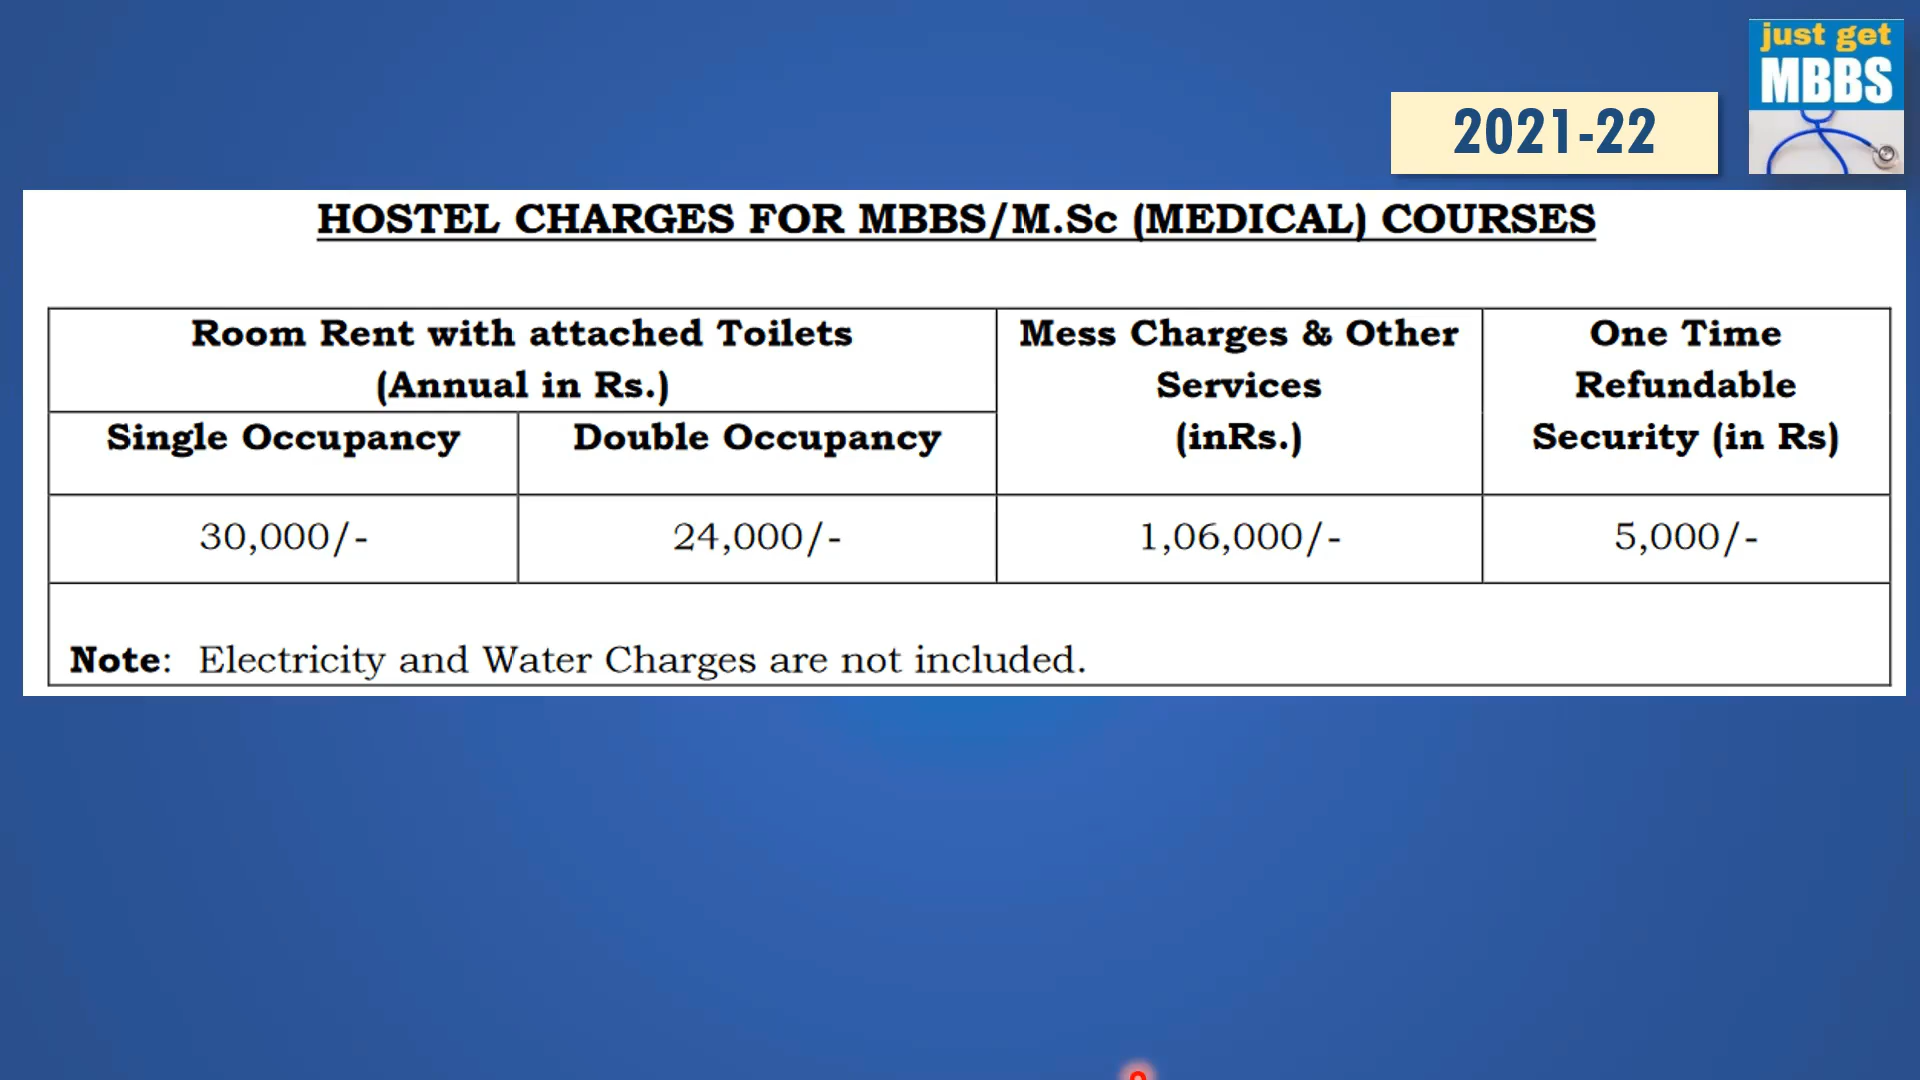 just get
MBBS
2021-22
HOSTEL CHARGES FOR MBBS/M.Sc (MEDICAL) COURSES
Room Rent with attached Toilets
(Annual in Rs.)
Single Occupancy
Double Occupancy
Mess Charges & Other
Services
(inRs.)
One Time
Refundable
Security (in Rs)
30,000/-
24,000/-
1,06,000/-
5,000/-
Note: Electricity and Water Charges are not included.